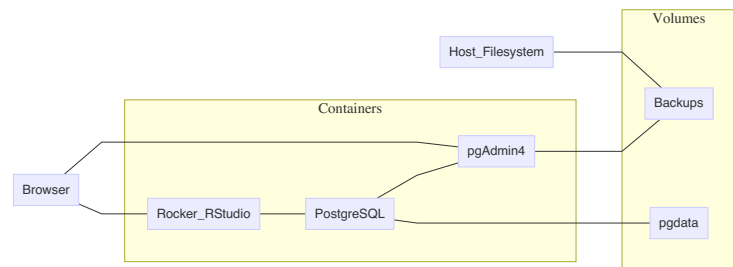 Volumes
Host_Filesystem
Backups
Containers
pgAdmin4
Browser
Rocker_RStudio
PostgreSQL
pgdata